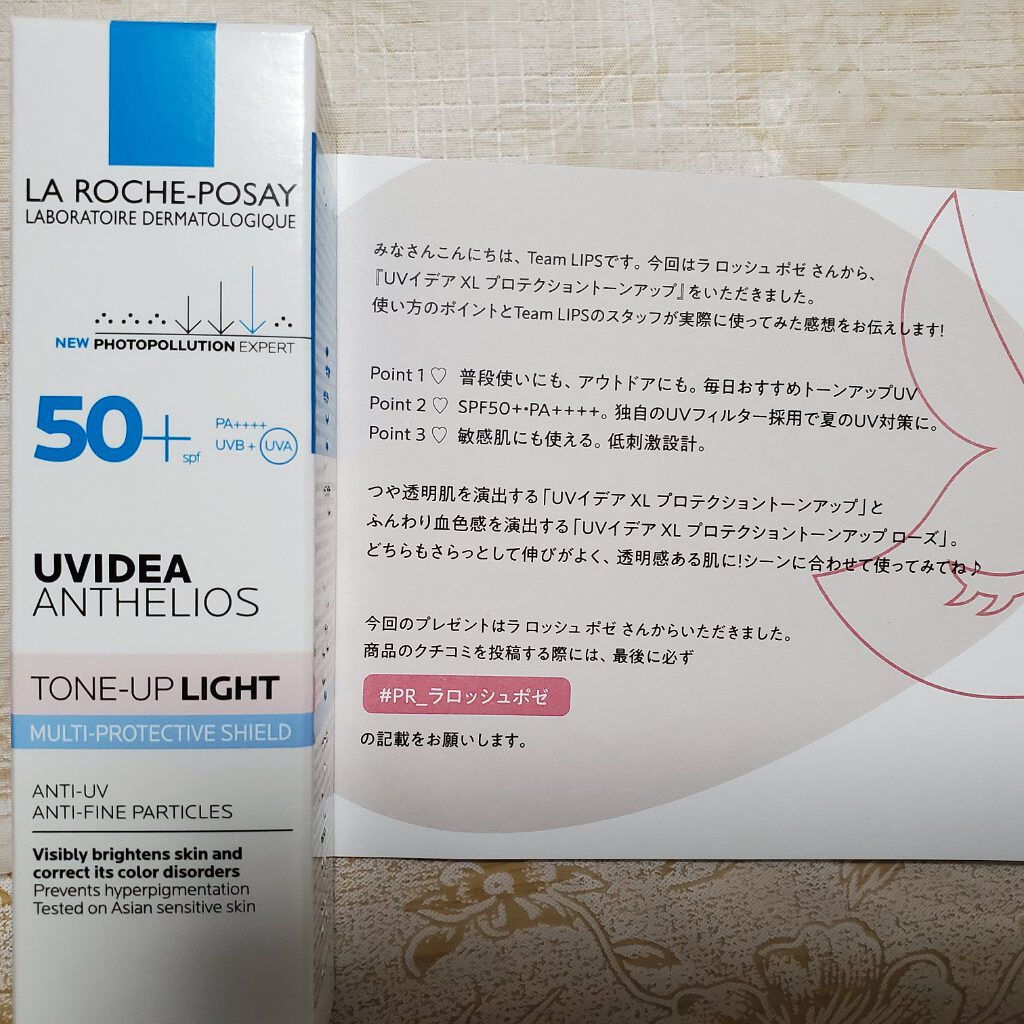 LA ROCHE-POSAY
LABORATOIRE DERMATOLOGIQUE
NEW PHOTOPOLLUTION EXPERT
50+ spf
PA++++
UVB + UVA
UVIDEA
ANTHELIOS
TONE-UP LIGHT
MULTI-PROTECTIVE SHIELD
ANTI-UV
ANTI-FINE PARTICLES
Visibly brightens skin and
correct its color disorders
Prevents hyperpigmentation
Tested on Asian sensitive skin
みなさんこんにちは、Team LIPSです。今回はラ ロッシュ ポゼ さんから、
『UVイデア XL プロテクショントーンアップ』をいただきました。
使い方のポイントとTeam LIPSのスタッフが実際に使ってみた感想をお伝えします!
Point 1 ♡ 普段使いにも、アウトドアにも。毎日おすすめトーンアップUV
Point 2 ♡ SPF50+・PA++++。独自のUVフィルター採用で夏のUV対策に。
Point 3 ♡ 敏感肌にも使える。低刺激設計。
つや透明肌を演出する「UVイデア XL プロテクショントーンアップ」と
ふんわり血色感を演出する「UVイデア XL プロテクショントーンアップ ローズ」。
どちらもさらっとして伸びがよく、透明感ある肌に!シーンに合わせて使ってみてね♪
今回のプレゼントはラ ロッシュ ポゼ さんからいただきました。
商品のクチコミを投稿する際には、最後に必ず
#PR_ラロッシュポゼ
の記載をお願いします。